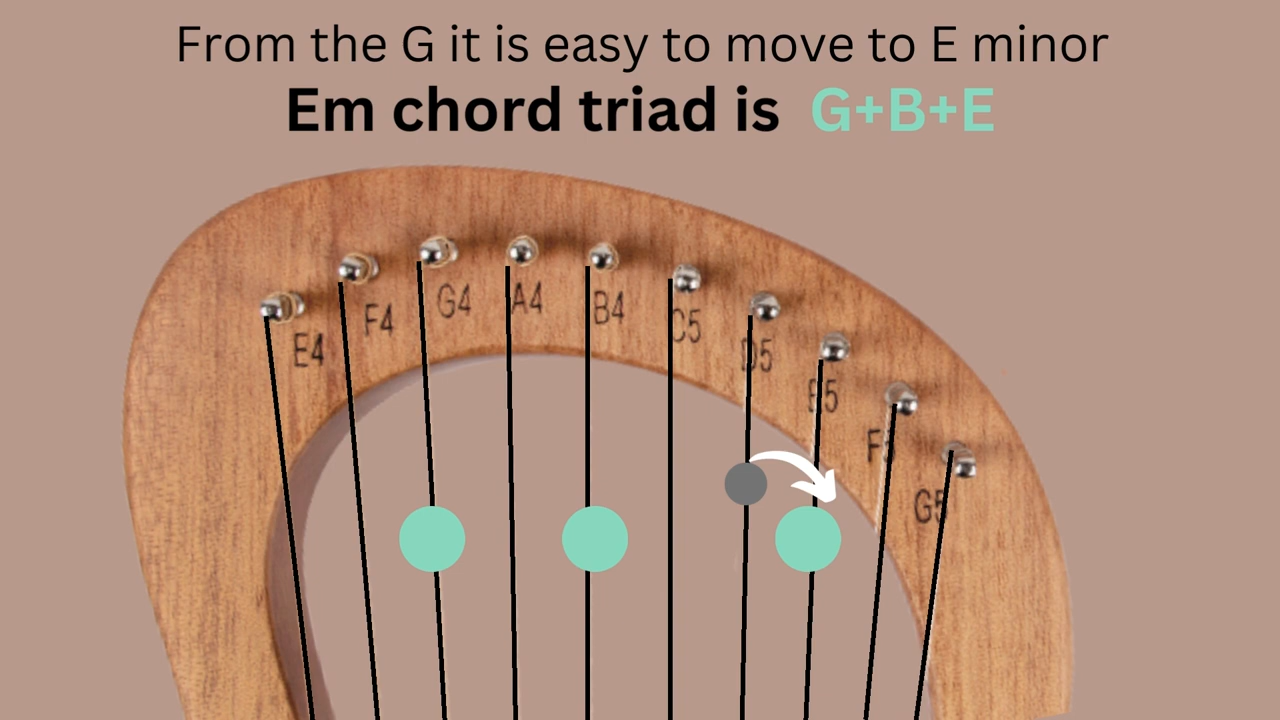 From the G it is easy to move to E minor
Em chord triad is G+B+E
E4
F4
G4
A4
B4
C5
D5
E5
F5
G5